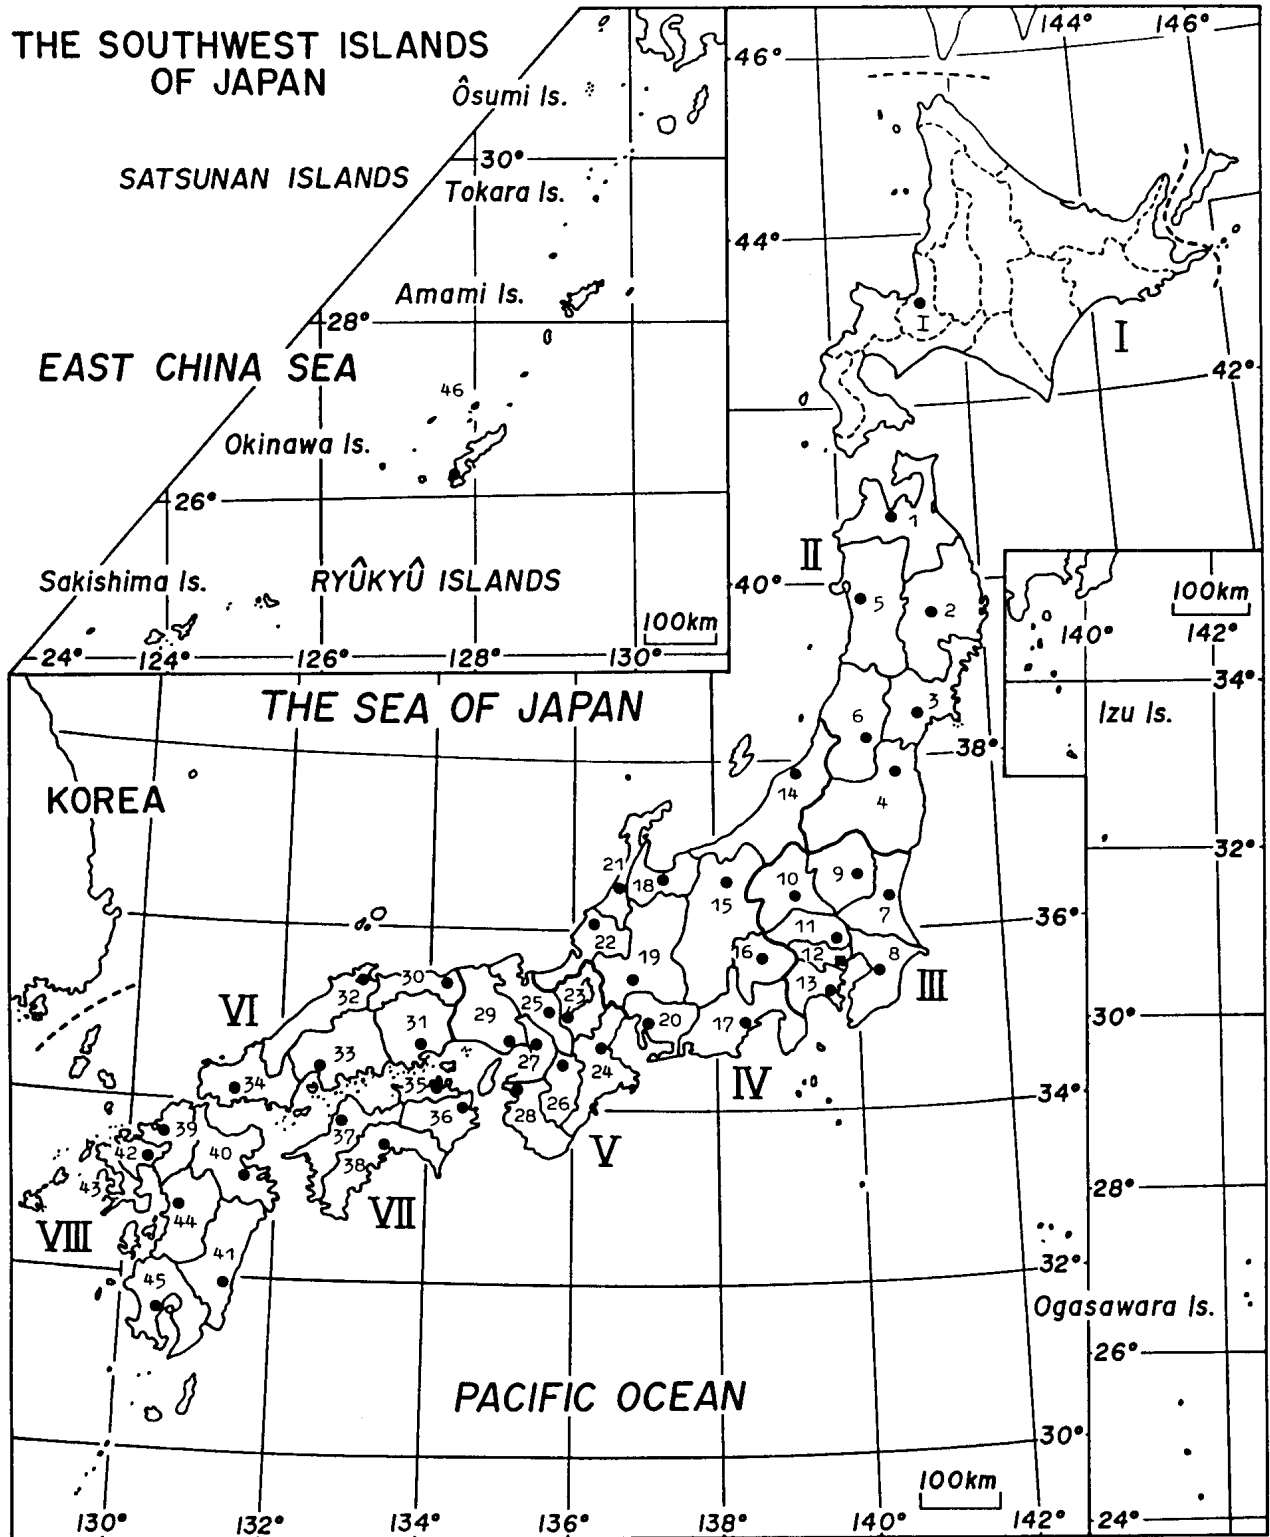 THE SOUTHWEST ISLANDS
OF JAPAN
Ôsumi Is.
30°
SATSUNAN ISLANDS
Tokara Is.
Amami Is.
28°
EAST CHINA SEA
46
Okinawa Is.
26°
Sakishima Is.
RYÛKYÛ ISLANDS
100km
24°
124°
126°
128°
130°
144°
146°
46°
44°
I
I
42°
1
II
40°
5
2
100km
140°
142°
34°
Izu Is.
3
6
38°
THE SEA OF JAPAN
KOREA
14
4
32°
21
18
15
10
9
7
36°
22
19
16
11
12
8
13
III
30
32
VI
25
23
29
31
20
17
30°
33
27
24
IV
34
35
34°
36
26
28
39
37
V
42
40
38
43
28°
VII
44
VIII
41
45
32°
Ogasawara Is.
26°
PACIFIC OCEAN
30°
100km
24°
130°
132°
134°
136°
138°
140°
142°